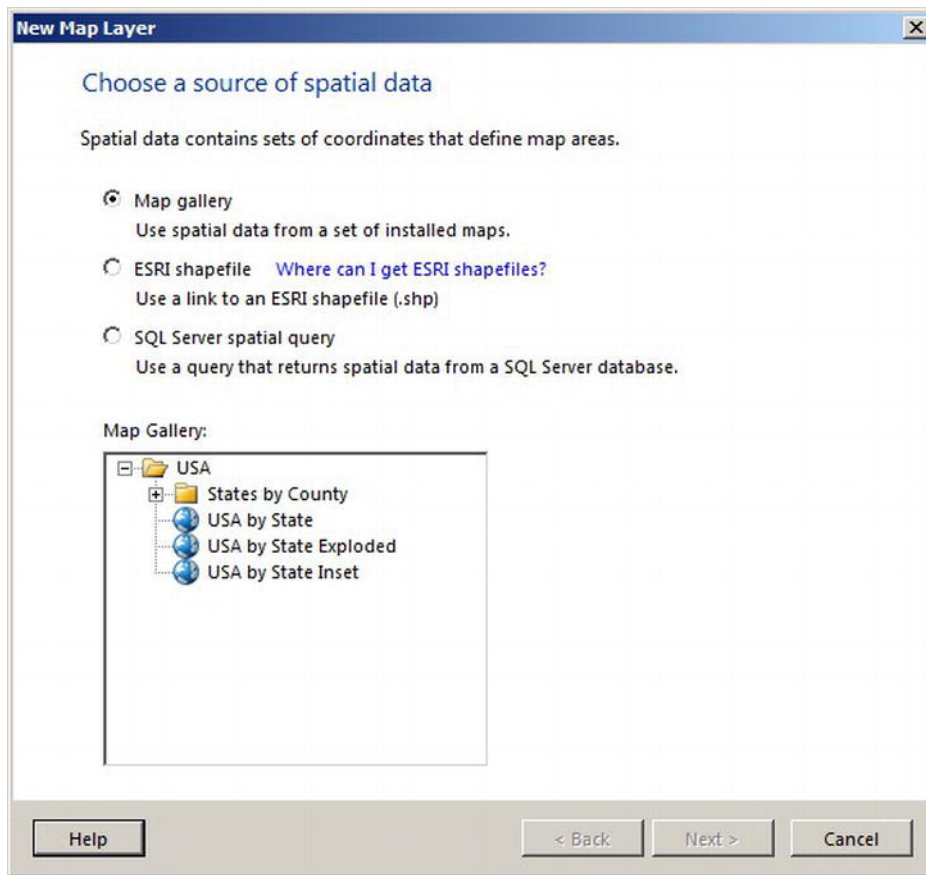 New Map Layer
Choose a source of spatial data
Spatial data contains sets of coordinates that define map areas.
Map gallery
Use spatial data from a set of installed maps.
ESRI shapefile Where can I get ESRI shapefiles?
Use a link to an ESRI shapefile (.shp)
SQL Server spatial query
Use a query that returns spatial data from a SQL Server database.
Map Gallery:
USA
States by County
USA by State
USA by State Exploded
USA by State Inset
Help < Back Next > Cancel